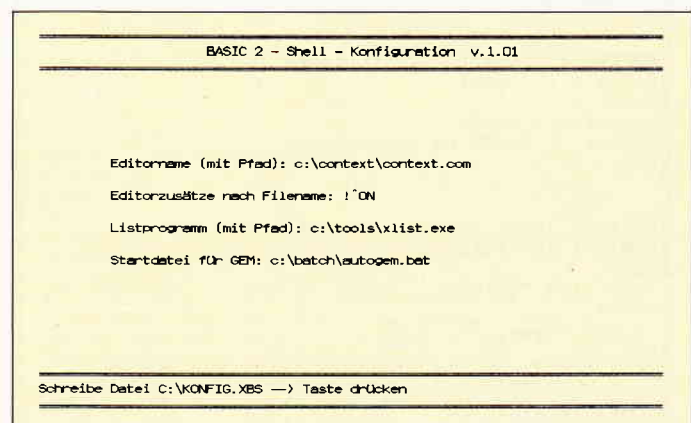 BASIC 2 - Shell - Konfiguration v.1.01
Editorname (mit Pfad): c:\context\context.com
Editorzusätze nach Filename: !^ON
Listprogramm (mit Pfad): c:\tools\xlist.exe
Startdatei für GEM: c:\batch\autogem.bat
Schreibe Datei C:\KONFIG.XBS —> Taste drücken